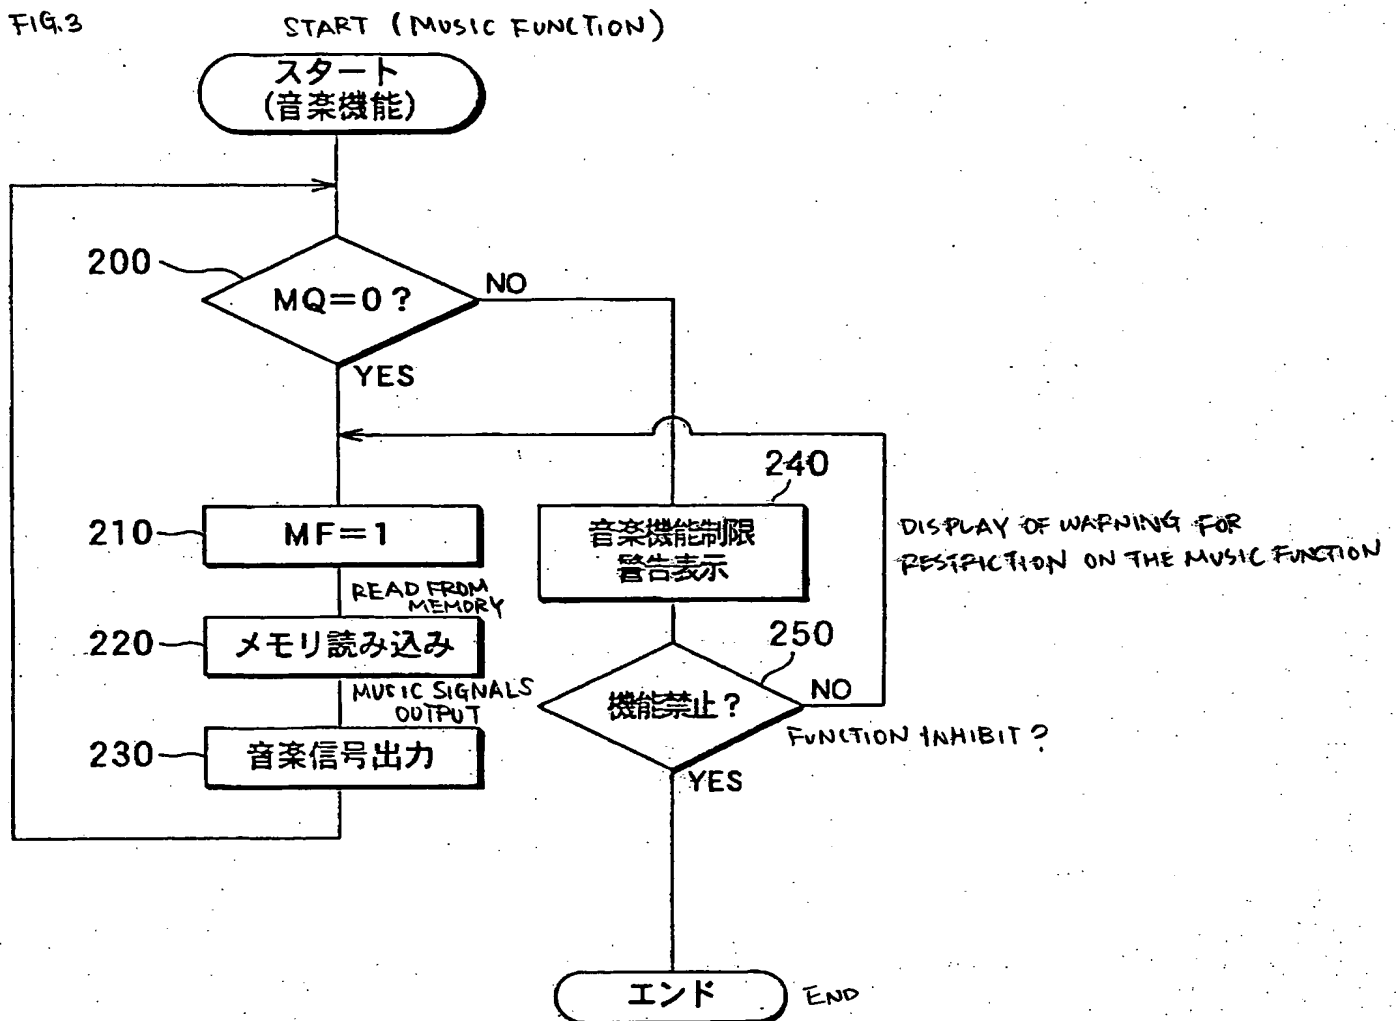 FIG.3
START (MUSIC FUNCTION)
スタート
(音楽機能)
200
MQ=0?
NO
YES
240
210
MF=1
音楽機能制限
警告表示
DISPLAY OF WARNING FOR
RESTRICTION ON THE MUSIC FUNCTION
READ FROM
MEMORY
220
メモリ読み込み
250
機能禁止?
NO
MUSIC SIGNALS
OUTPUT
FUNCTION INHIBIT?
230
音楽信号出力
YES
エンド
END